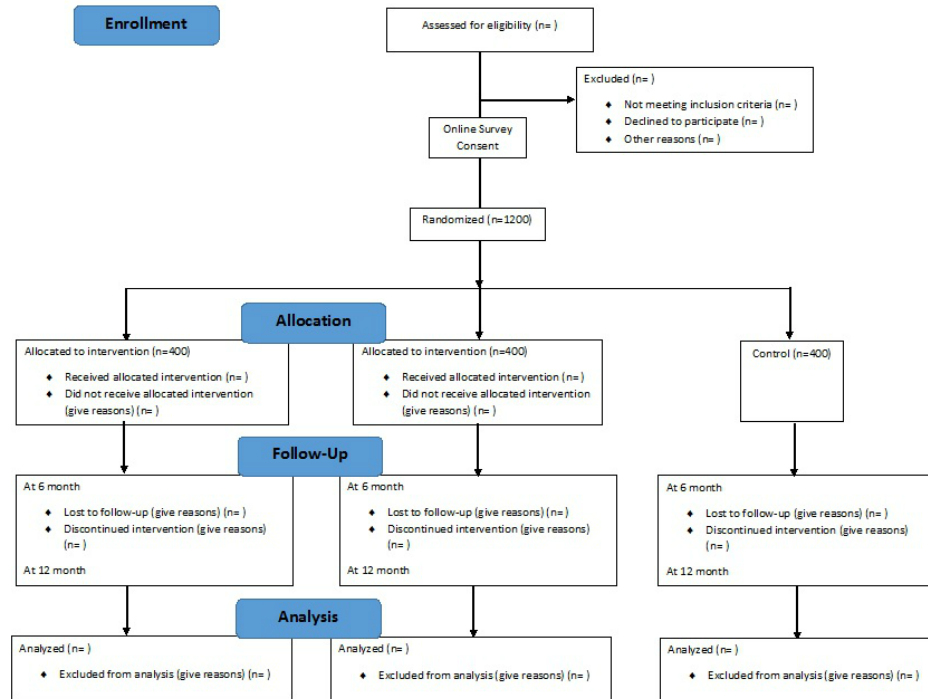 Enrollment
Assessed for eligibility (n= )
Excluded (n= )
♦ Not meeting inclusion criteria (n= )
♦ Declined to participate (n= )
♦ Other reasons (n= )
Online Survey
Consent
Randomized (n=1200)
Allocation
Allocated to intervention (n=400)
♦ Received allocated intervention (n= )
♦ Did not receive allocated intervention
(give reasons) (n= )
Allocated to intervention (n=400)
♦ Received allocated intervention (n= )
♦ Did not receive allocated intervention
(give reasons) (n= )
Control (n=400)
Follow-Up
At 6 month
♦ Lost to follow-up (give reasons) (n= )
♦ Discontinued intervention (give reasons)
(n= )
At 12 month
At 6 month
♦ Lost to follow-up (give reasons) (n= )
♦ Discontinued intervention (give reasons)
(n= )
At 12 month
At 6 month
♦ Lost to follow-up (give reasons) (n= )
♦ Discontinued intervention (give reasons)
(n= )
At 12 month
Analysis
Analyzed (n= )
♦ Excluded from analysis (give reasons) (n= )
Analyzed (n= )
♦ Excluded from analysis (give reasons) (n= )
Analyzed (n= )
♦ Excluded from analysis (give reasons) (n= )